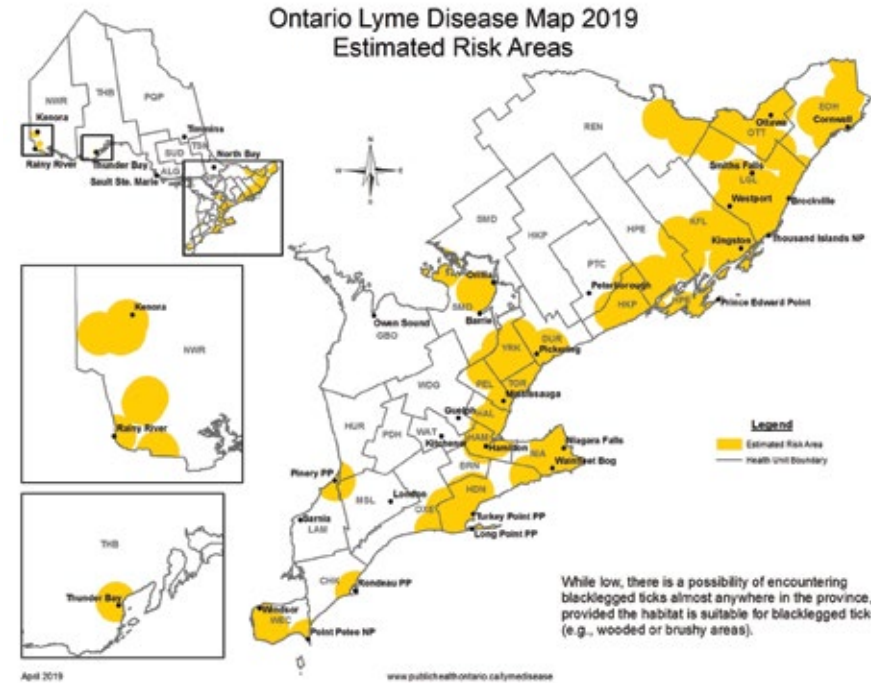 Ontario Lyme Disease Map 2019
Estimated Risk Areas
NWR
THB
PQP
Kenora
Timmins
Rainy River
Thunder Bay
SUD
TSK
North Bay
ALG
Sault Ste. Marie
N
REN
Ottawa
OTT
EOH
Cornwall
Smiths Falls
LGL
Westport
Brockville
KFL
Kingston
Thousand Islands NP
SMD
HKP
HPE
PTC
Peterborough
HKP
HPE
Prince Edward Point
Orillia
SMD
Barrie
Owen Sound
GBO
YRK
DUR
Pickering
PEL
TOR
Mississauga
WDG
Guelph
HAL
HUR
PDH
WAT
Kitchener
HAM
Hamilton
NIA
Niagara Falls
Wainfleet Bog
BRN
HDN
Pinery PP
MSL
London
OXE
Turkey Point PP
Long Point PP
Sarnia
LAM
CHK
Rondeau PP
Windsor
WEC
Point Pelee NP
Kenora
NWR
Rainy River
THB
Thunder Bay
Legend
Estimated Risk Area
Health Unit Boundary
While low, there is a possibility of encountering
blacklegged ticks almost anywhere in the province,
provided the habitat is suitable for blacklegged tick
(e.g., wooded or brushy areas).
April 2019
www.publichealthontario.ca/lymedisease